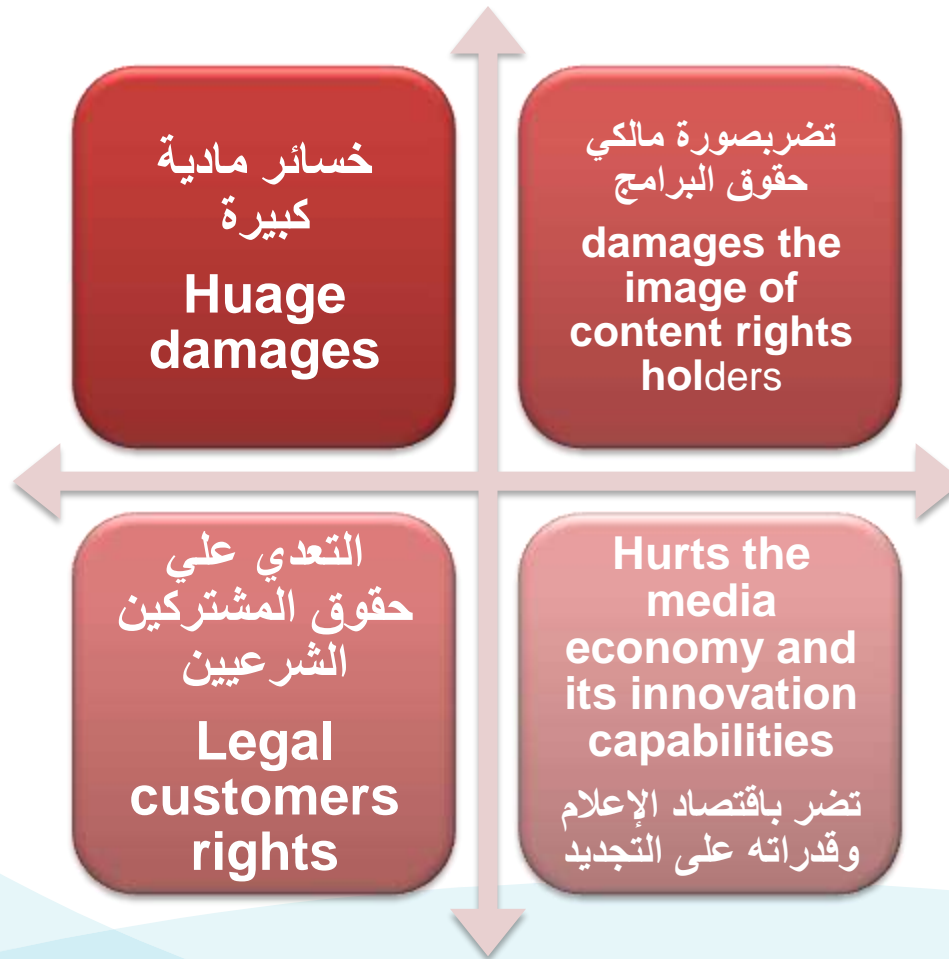 خسائر مادية
كبيرة
Huage
damages
تضربصورة مالكي
حقوق البرامج
damages the
image of
content rights
holders
التعدي علي
حقوق المشتركين
الشرعيين
Legal
customers
rights
Hurts the
media
economy and
its innovation
capabilities
تضر باقتصاد الإعلام
وقدراته على التجديد